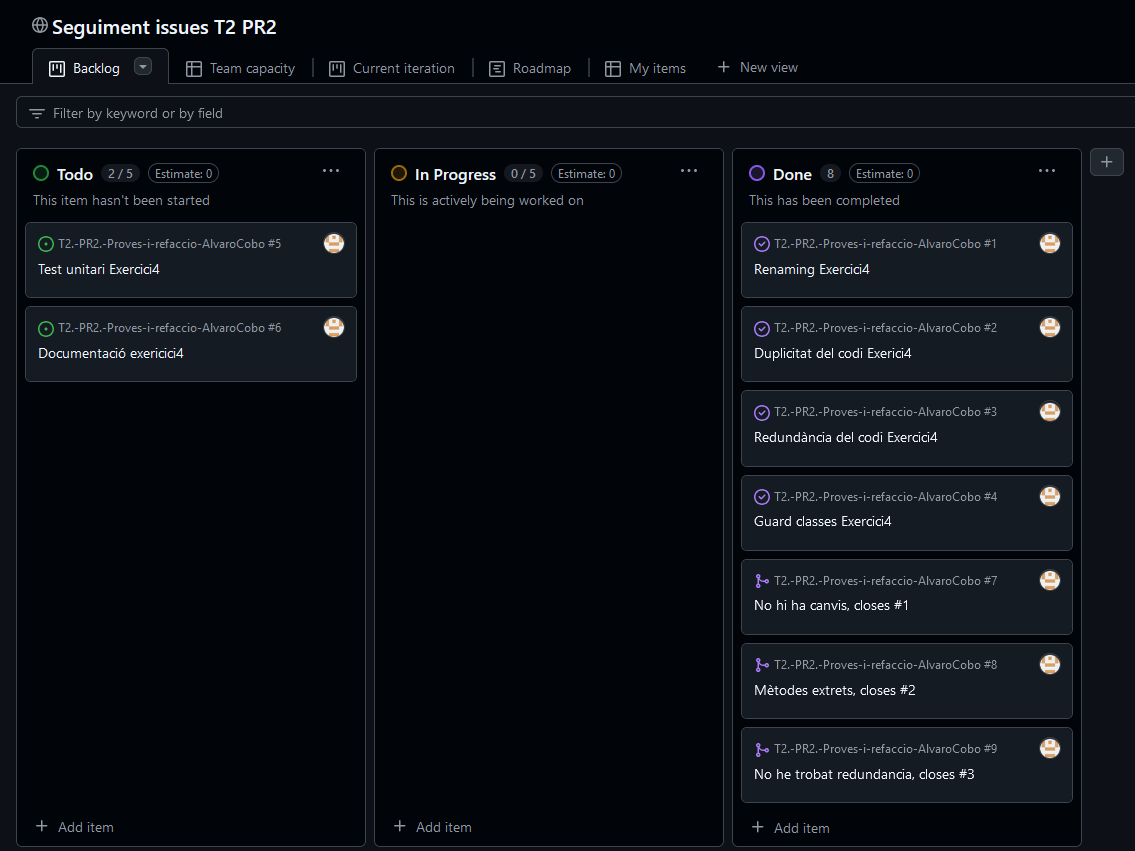 Seguiment issues T2 PR2
Backlog
Team capacity
Current iteration
Roadmap
My items
New view
Filter by keyword or by field
Todo 2 / 5 Estimate: 0
This item hasn't been started
T2.-PR2.-Proves-i-refaccio-AlvaroCobo #5
Test unitari Exercici4
T2.-PR2.-Proves-i-refaccio-AlvaroCobo #6
Documentació exericici4
Add item
In Progress 0 / 5 Estimate: 0
This is actively being worked on
Add item
Done 8 Estimate: 0
This has been completed
T2.-PR2.-Proves-i-refaccio-AlvaroCobo #1
Renaming Exercici4
T2.-PR2.-Proves-i-refaccio-AlvaroCobo #2
Duplicitat del codi Exerici4
T2.-PR2.-Proves-i-refaccio-AlvaroCobo #3
Redundància del codi Exercici4
T2.-PR2.-Proves-i-refaccio-AlvaroCobo #4
Guard classes Exercici4
T2.-PR2.-Proves-i-refaccio-AlvaroCobo #7
No hi ha canvis, closes #1
T2.-PR2.-Proves-i-refaccio-AlvaroCobo #8
Mètodes extrets, closes #2
T2.-PR2.-Proves-i-refaccio-AlvaroCobo #9
No he trobat redundancia, closes #3
Add item